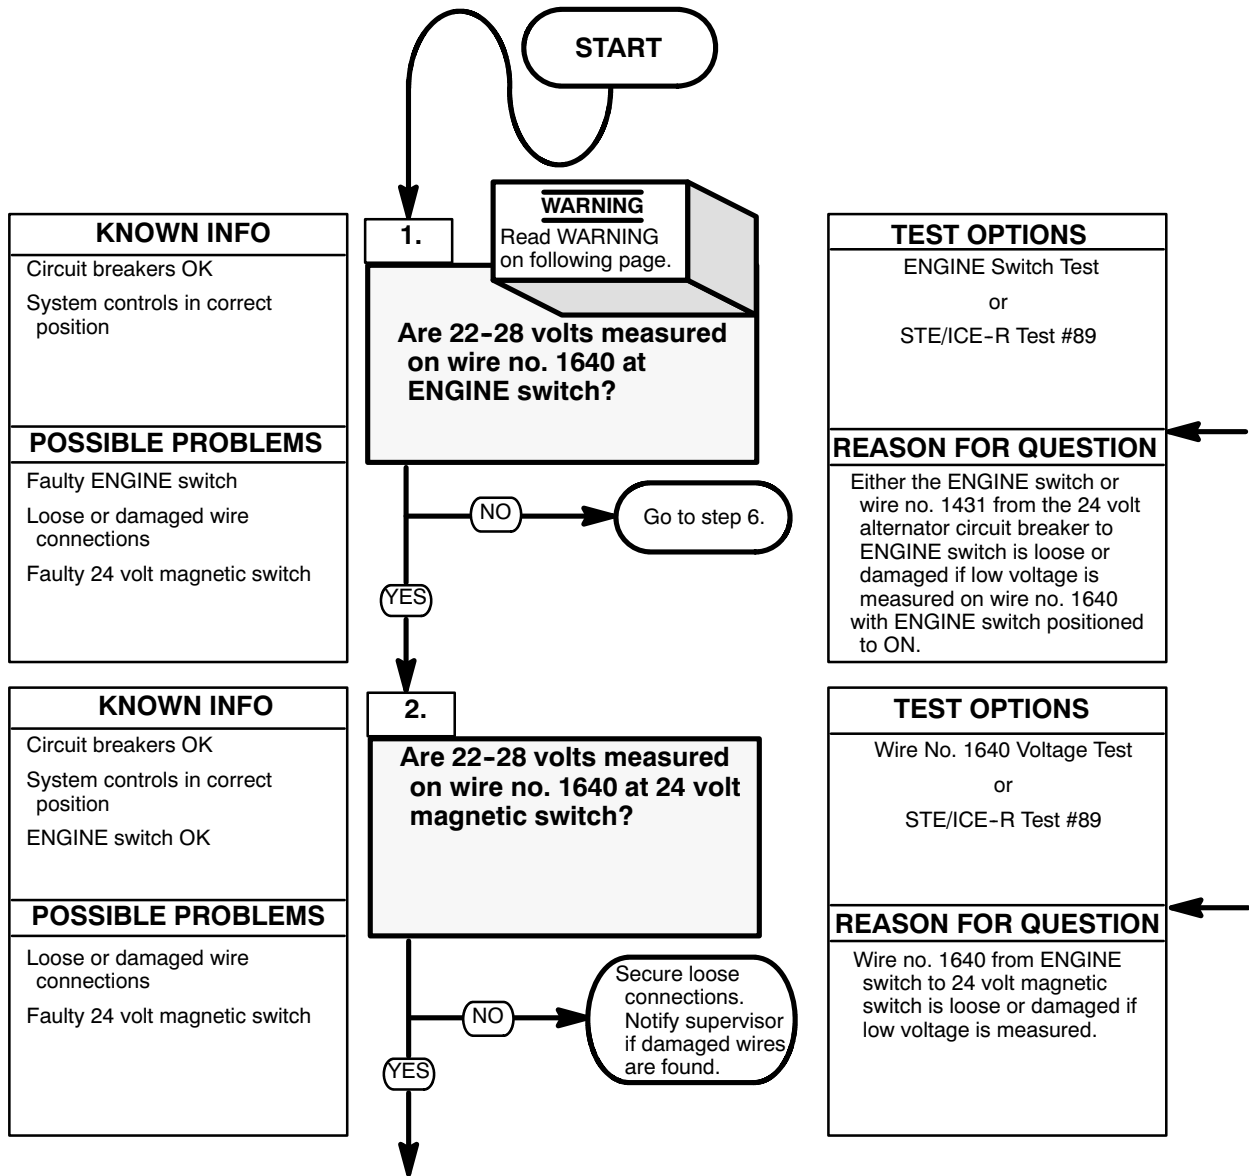 START
WARNING
Read WARNING
on following page.
KNOWN INFO
Circuit breakers OK
System controls in correct
position
POSSIBLE PROBLEMS
Faulty ENGINE switch
Loose or damaged wire
connections
Faulty 24 volt magnetic switch
1.
Are 22-28 volts measured
on wire no. 1640 at
ENGINE switch?
NO
Go to step 6.
YES
TEST OPTIONS
ENGINE Switch Test
or
STE/ICE-R Test #89
REASON FOR QUESTION
Either the ENGINE switch or
wire no. 1431 from the 24 volt
alternator circuit breaker to
ENGINE switch is loose or
damaged if low voltage is
measured on wire no. 1640
with ENGINE switch positioned
to ON.
KNOWN INFO
Circuit breakers OK
System controls in correct
position
ENGINE switch OK
POSSIBLE PROBLEMS
Loose or damaged wire
connections
Faulty 24 volt magnetic switch
2.
Are 22-28 volts measured
on wire no. 1640 at 24 volt
magnetic switch?
NO
Secure loose
connections.
Notify supervisor
if damaged wires
are found.
YES
TEST OPTIONS
Wire No. 1640 Voltage Test
or
STE/ICE-R Test #89
REASON FOR QUESTION
Wire no. 1640 from ENGINE
switch to 24 volt magnetic
switch is loose or damaged if
low voltage is measured.